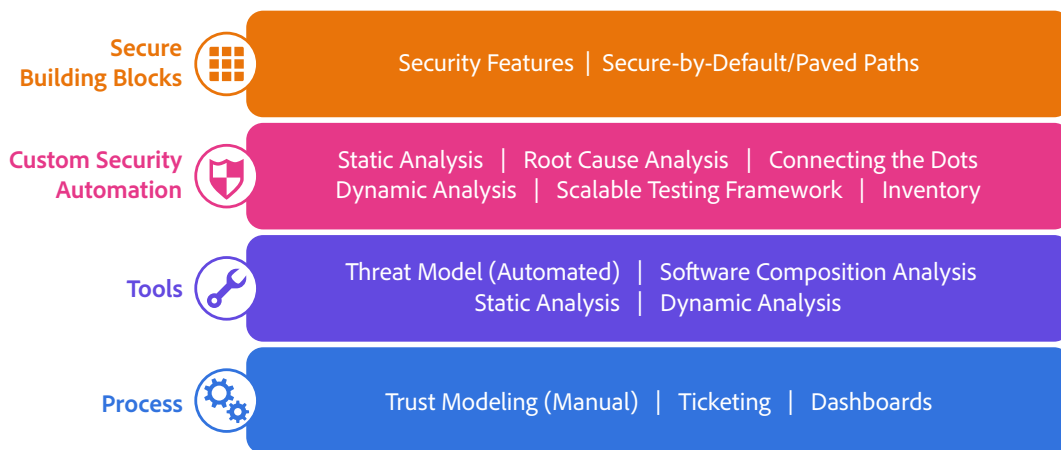 Secure
Building Blocks
Security Features | Secure-by-Default/Paved Paths
Custom Security
Automation
Static Analysis | Root Cause Analysis | Connecting the Dots
Dynamic Analysis | Scalable Testing Framework | Inventory
Tools
Threat Model (Automated) | Software Composition Analysis
Static Analysis | Dynamic Analysis
Process
Trust Modeling (Manual) | Ticketing | Dashboards